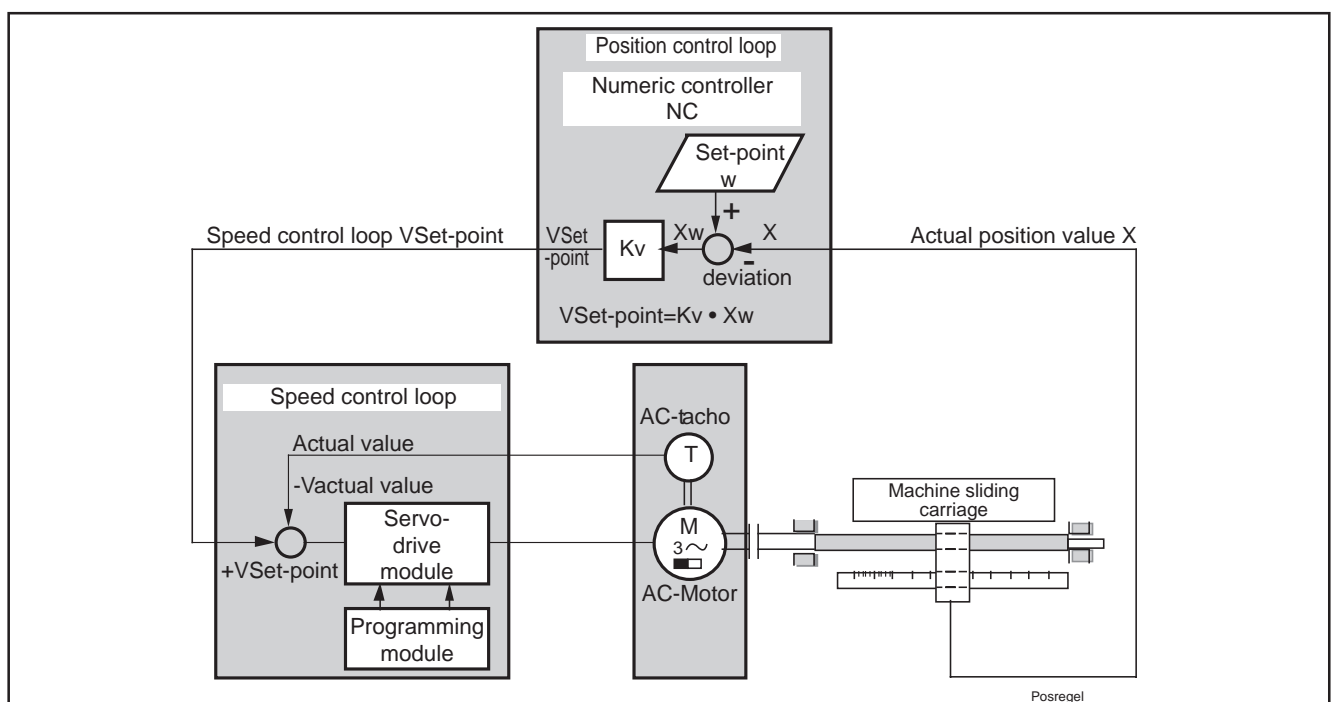 Position control loop
Numeric controller
NC
Set-point
w
+
Speed control loop VSet-point
VSet
-point
Kv
Xw
X
-
deviation
Actual position value X
VSet-point=Kv • Xw
Speed control loop
AC-tacho
T
Actual value
-Vactual value
Servo-
drive
module
+VSet-point
Programming
module
M
3~
AC-Motor
Machine sliding
carriage
Posregel